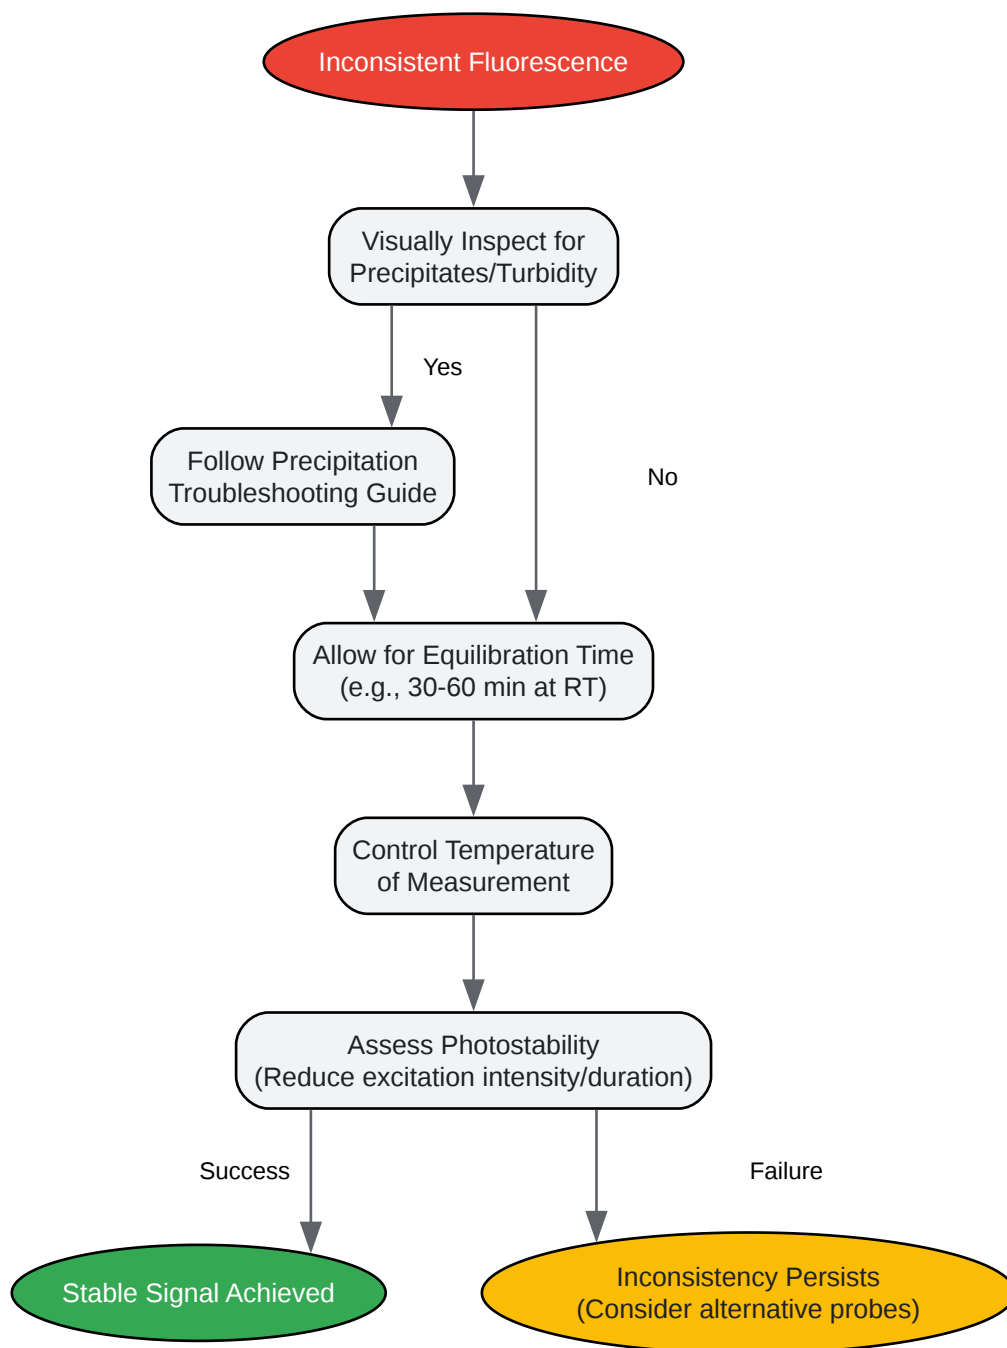 Inconsistent Fluorescence
Visually Inspect for
Precipitates/Turbidity
Yes
Follow Precipitation
Troubleshooting Guide
No
Allow for Equilibration Time
(e.g., 30-60 min at RT)
Control Temperature
of Measurement
Assess Photostability
(Reduce excitation intensity/duration)
Success
Failure
Stable Signal Achieved
Inconsistency Persists
(Consider alternative probes)